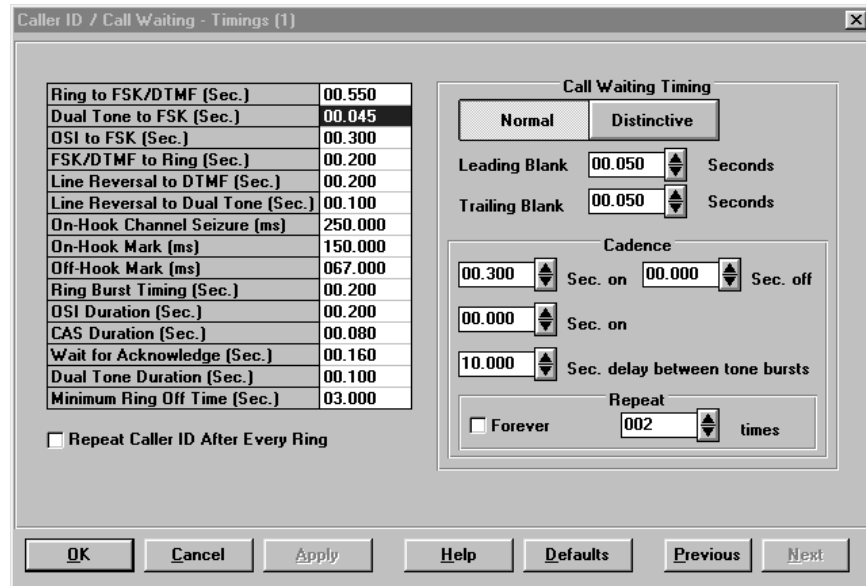 Caller ID / Call Waiting - Timings (1)
Ring to FSK/DTMF (Sec.) 00.550
Dual Tone to FSK (Sec.) 00.045
OSI to FSK (Sec.) 00.300
FSK/DTMF to Ring (Sec.) 00.200
Line Reversal to DTMF (Sec.) 00.200
Line Reversal to Dual Tone (Sec.) 00.100
On-Hook Channel Seizure (ms) 250.000
On-Hook Mark (ms) 150.000
Off-Hook Mark (ms) 067.000
Ring Burst Timing (Sec.) 00.200
OSI Duration (Sec.) 00.200
CAS Duration (Sec.) 00.080
Wait for Acknowledge (Sec.) 00.160
Dual Tone Duration (Sec.) 00.100
Minimum Ring Off Time (Sec.) 03.000
Repeat Caller ID After Every Ring
Call Waiting Timing
Normal Distinctive
Leading Blank 00.050 Seconds
Trailing Blank 00.050 Seconds
Cadence
00.300 Sec. on 00.000 Sec. off
00.000 Sec. on
10.000 Sec. delay between tone bursts
Repeat
Forever 002 times
OK Cancel Apply Help Defaults Previous Next